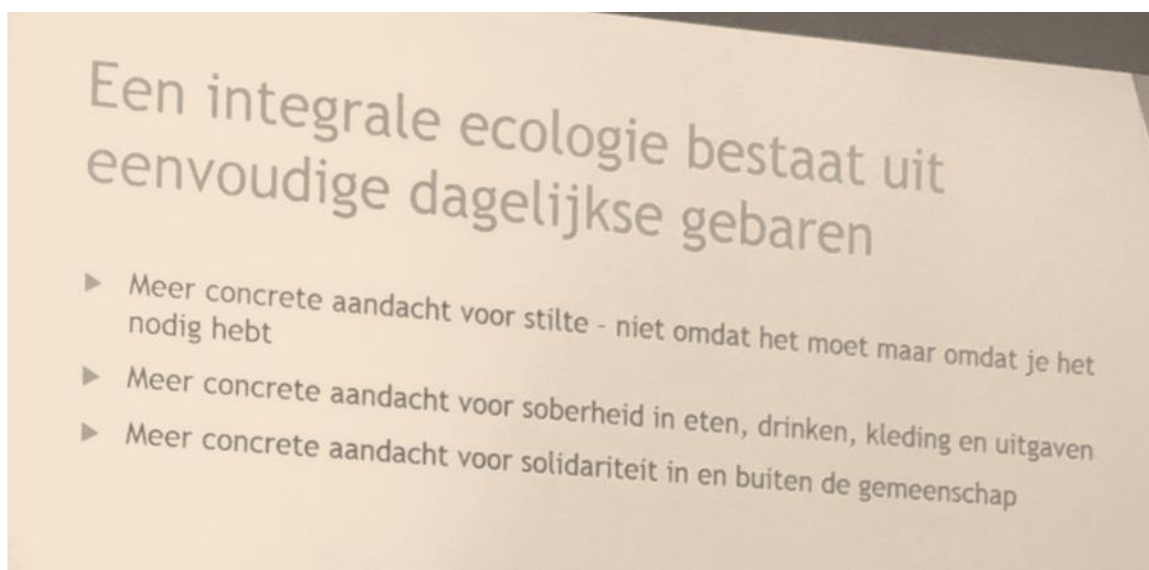 Een integrale ecologie bestaat uit
eenvoudige dagelijkse gebaren
▶ Meer concrete aandacht voor stilte - niet omdat het moet maar omdat je het
nodig hebt
▶ Meer concrete aandacht voor soberheid in eten, drinken, kleding en uitgaven
▶ Meer concrete aandacht voor solidariteit in en buiten de gemeenschap